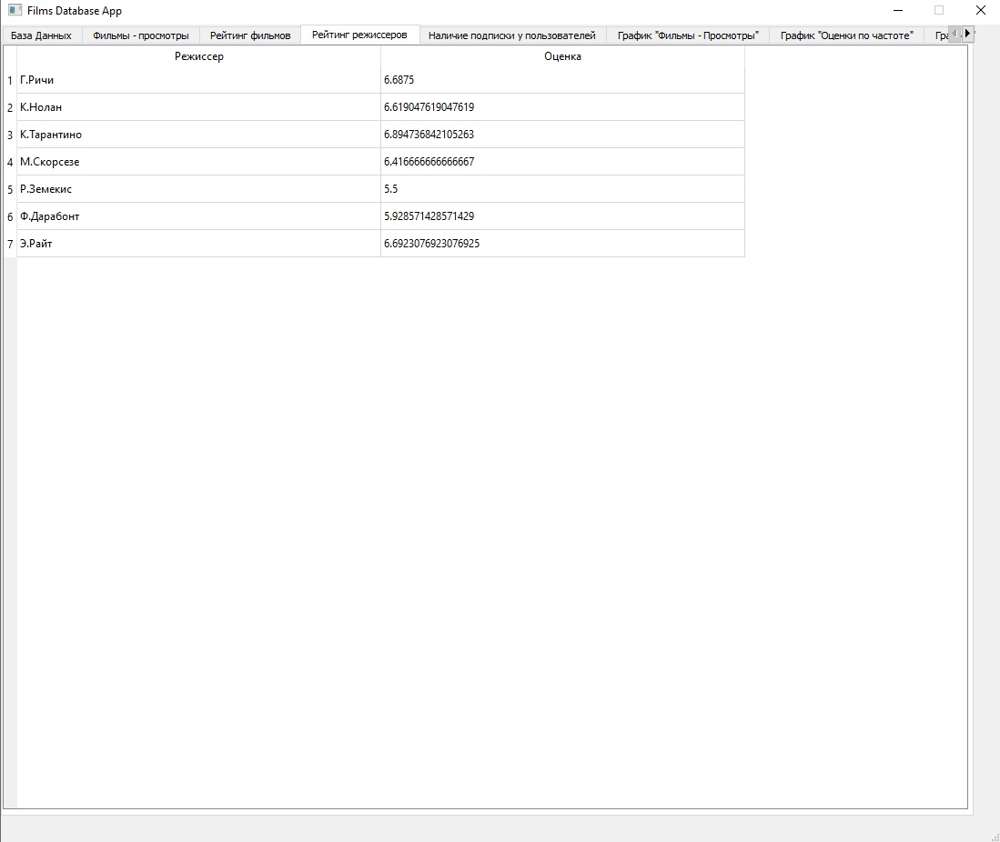 Films Database App
База Данных Фильмы - просмотры Рейтинг фильмов Рейтинг режиссеров Наличие подписки у пользователей График "Фильмы - Просмотры" График "Оценки по частоте"
Режиссер Оценка
1 Г.Ричи 6.6875
2 К.Нолан 6.619047619047619
3 К.Тарантино 6.894736842105263
4 М.Скорсезе 6.416666666666667
5 Р.Земекис 5.5
6 Ф.Дарабонт 5.928571428571429
7 Э.Райт 6.6923076923076925